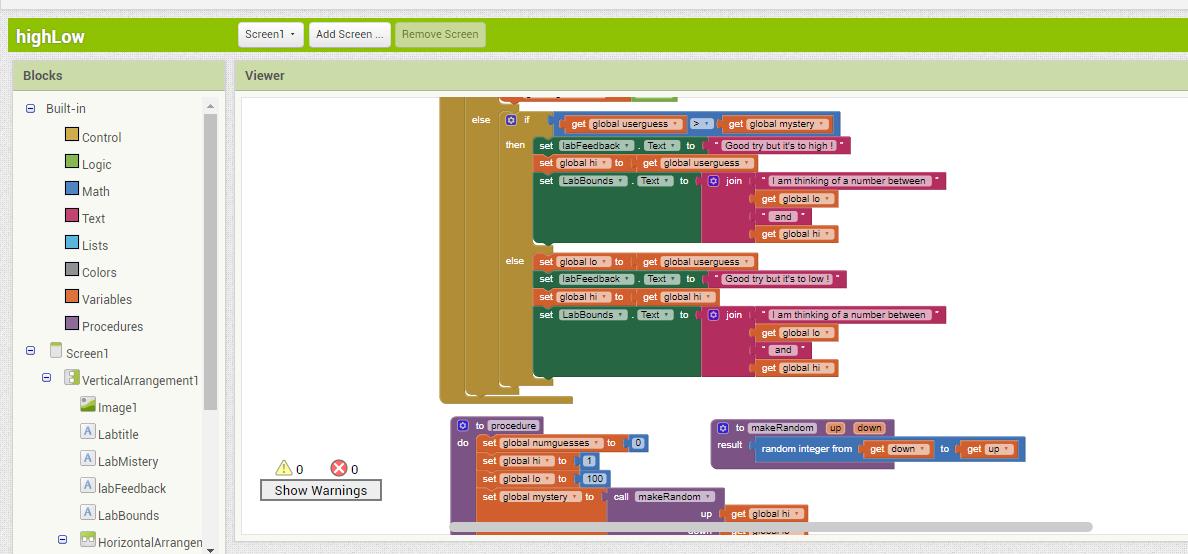 highLow Screen1 Add Screen ... Remove Screen
Blocks
Built-in
Control
Logic
Math
Text
Lists
Colors
Variables
Procedures
Screen1
VerticalArrangement1
Image1
Labtitle
LabMistery
labFeedback
LabBounds
HorizontalArrangen
Viewer
else if get global userguess > get global mystery
then set labFeedback . Text to " Good try but it's to high ! "
set global hi to get global userguess
set LabBounds . Text to join " I am thinking of a number between "
get global lo
" and "
get global hi
else set global lo to get global userguess
set labFeedback . Text to " Good try but it's to low ! "
set global hi to get global hi
set LabBounds . Text to join " I am thinking of a number between "
get global lo
" and "
get global hi
to procedure
do set global numguesses to 0
set global hi to 1
set global lo to 100
set global mystery to call makeRandom
up get global hi
to makeRandom up down
result random integer from get down to get up
0 0
Show Warnings